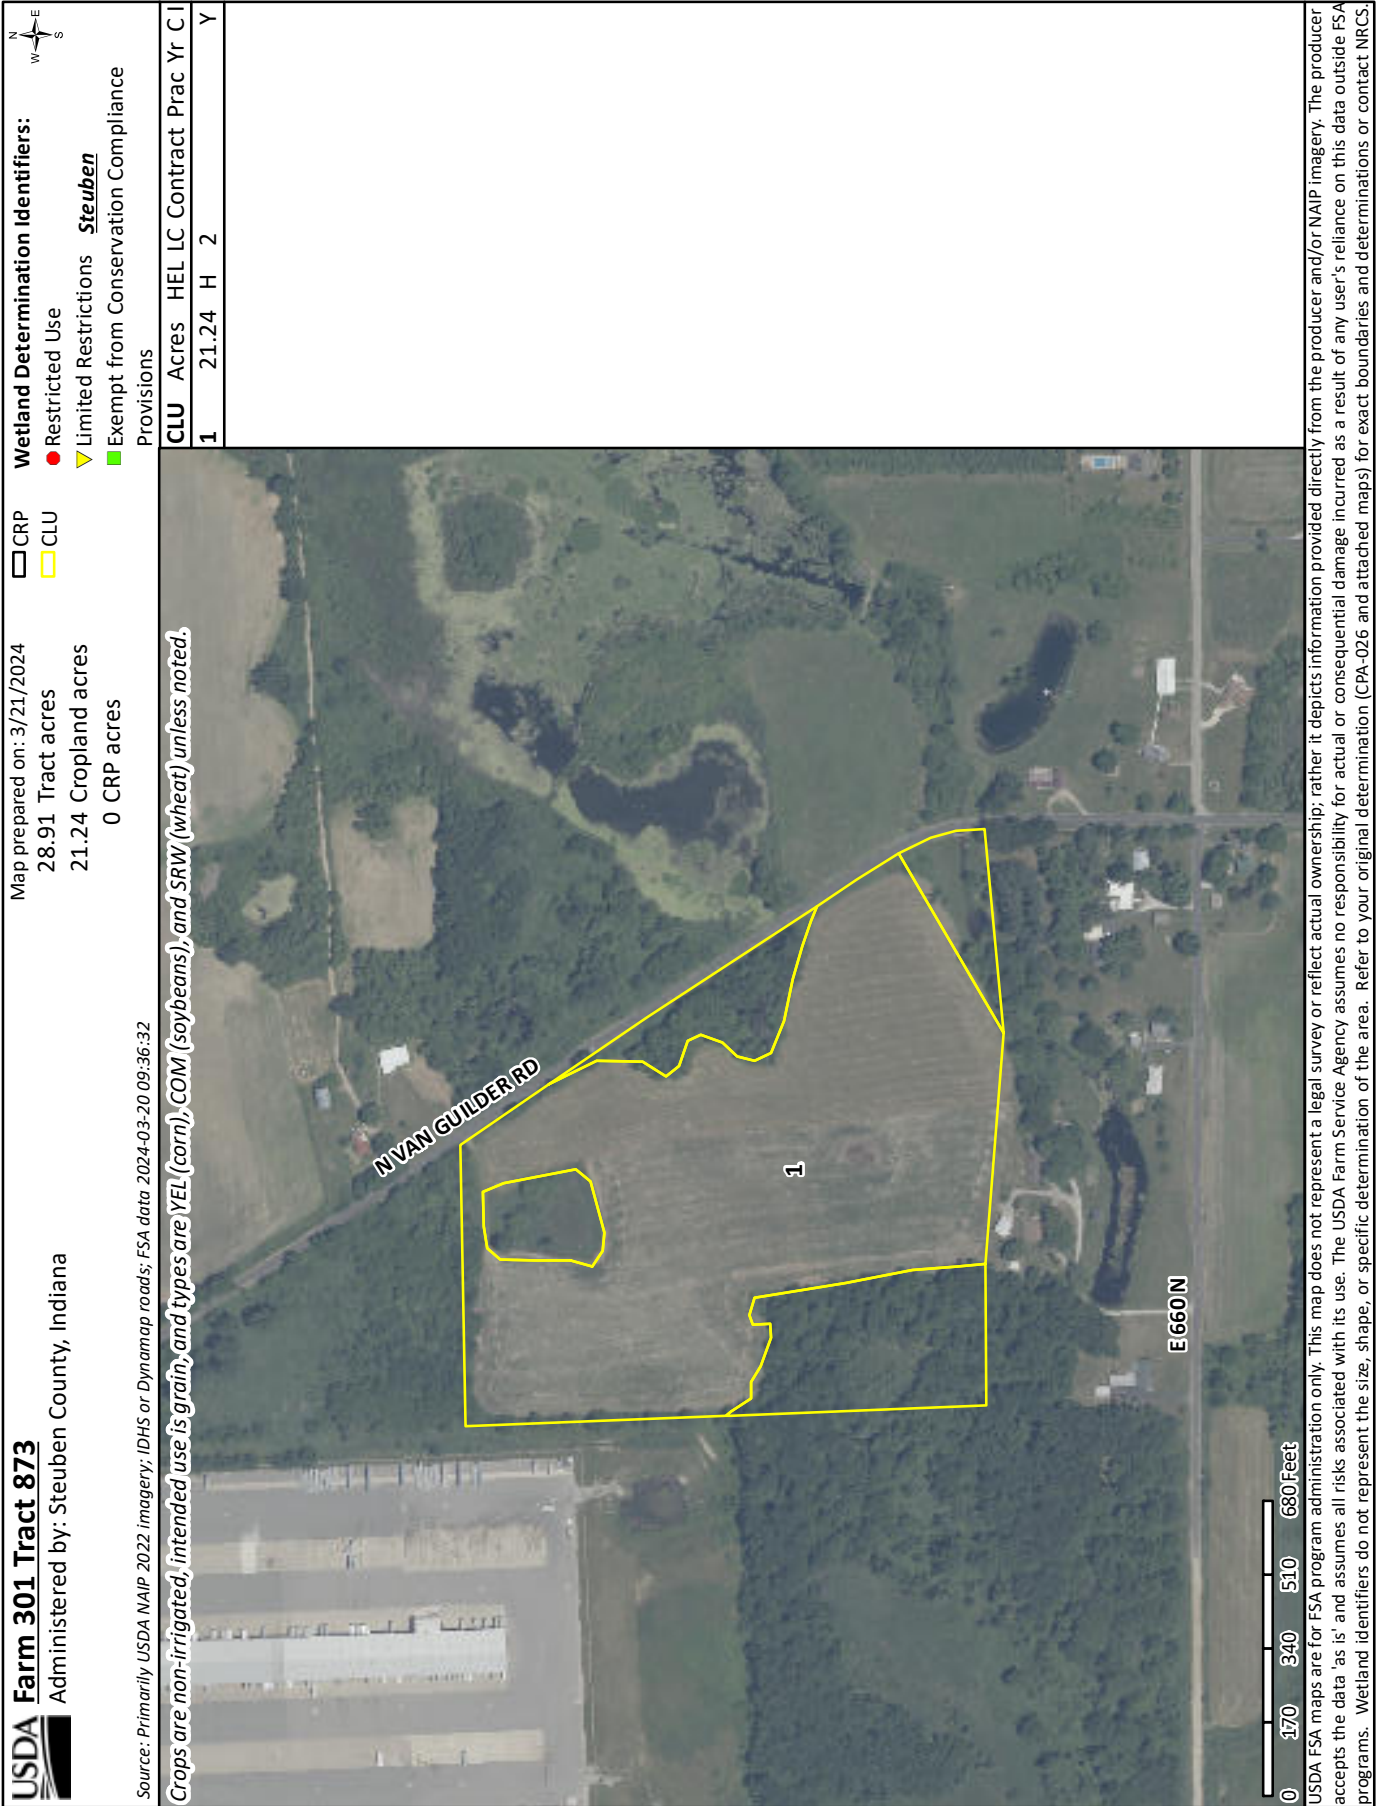 USDA
Farm 301 Tract 873
Administered by: Steuben County, Indiana
Source: Primarily USDA NAIP 2022 imagery; IDHS or Dynamap roads; FSA data 2024-03-20 09:36:32
Map prepared on: 3/21/2024
28.91 Tract acres
21.24 Cropland acres
0 CRP acres
CRP
CLU
Wetland Determination Identifiers:
Restricted Use
Limited Restrictions
Steuben
Exempt from Conservation Compliance
Provisions
N
W
E
S
Crops are non-irrigated, intended use is grain, and types are YEL (corn), COM (soybeans), and SRW (wheat) unless noted.
CLU Acres HEL LC Contract Prac Yr C I
1 21.24 H 2 Y
N VAN GUILDER RD
1
E 660 N
0 170 340 510 680 Feet
USDA FSA maps are for FSA program administration only. This map does not represent a legal survey or reflect actual ownership; rather it depicts information provided directly from the producer and/or NAIP imagery. The producer
accepts the data 'as is' and assumes all risks associated with its use. The USDA Farm Service Agency assumes no responsibility for actual or consequential damage incurred as a result of any user's reliance on this data outside FSA
programs. Wetland identifiers do not represent the size, shape, or specific determination of the area. Refer to your original determination (CPA-026 and attached maps) for exact boundaries and determinations or contact NRCS.